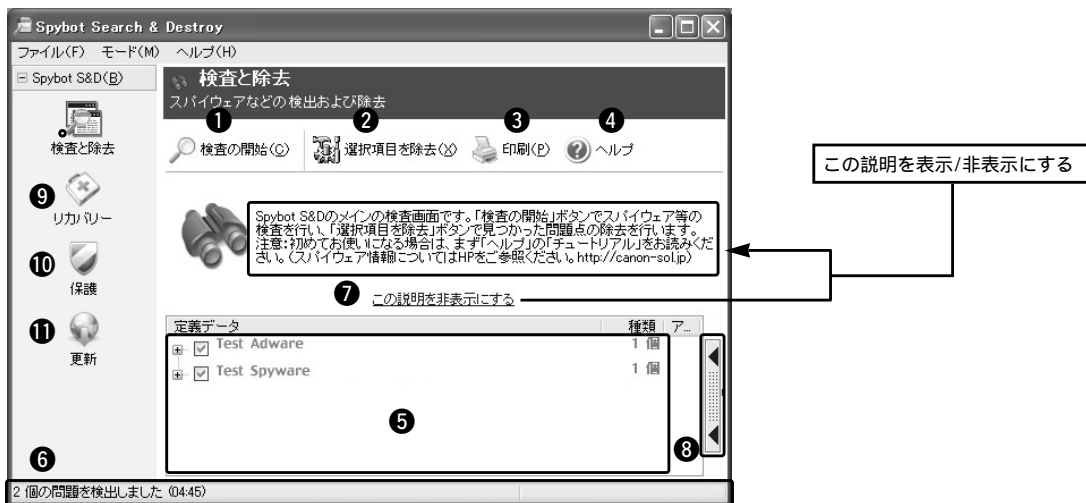 Spybot Search & Destroy
ファイル(F) モード(M) ヘルプ(H)
Spybot S&D(B)
検査と除去
スパイウェアなどの検出および除去
❶ ❷ ❸ ❹
検査の開始(C) 選択項目を除去(X) 印刷(P) ヘルプ
検査と除去
❾
リカバリー
❿
保護
⓫
更新
この説明を表示/非表示にする
Spybot S&Dのメインの検査画面です。「検査の開始」ボタンでスパイウェア等の
検査を行い、「選択項目を除去」ボタンで見つかった問題点の除去を行います。
注意:初めてお使いになる場合は、まず「ヘルプ」の「チュートリアル」をお読みくだ
さい。(スパイウェア情報についてはHPをご参照ください。http://canon-sol.jp)
❼ この説明を非表示にする
定義データ 種類 ア...
Test Adware 1 個
Test Spyware 1 個
❺
❽
❻
2 個の問題を検出しました (04:45)